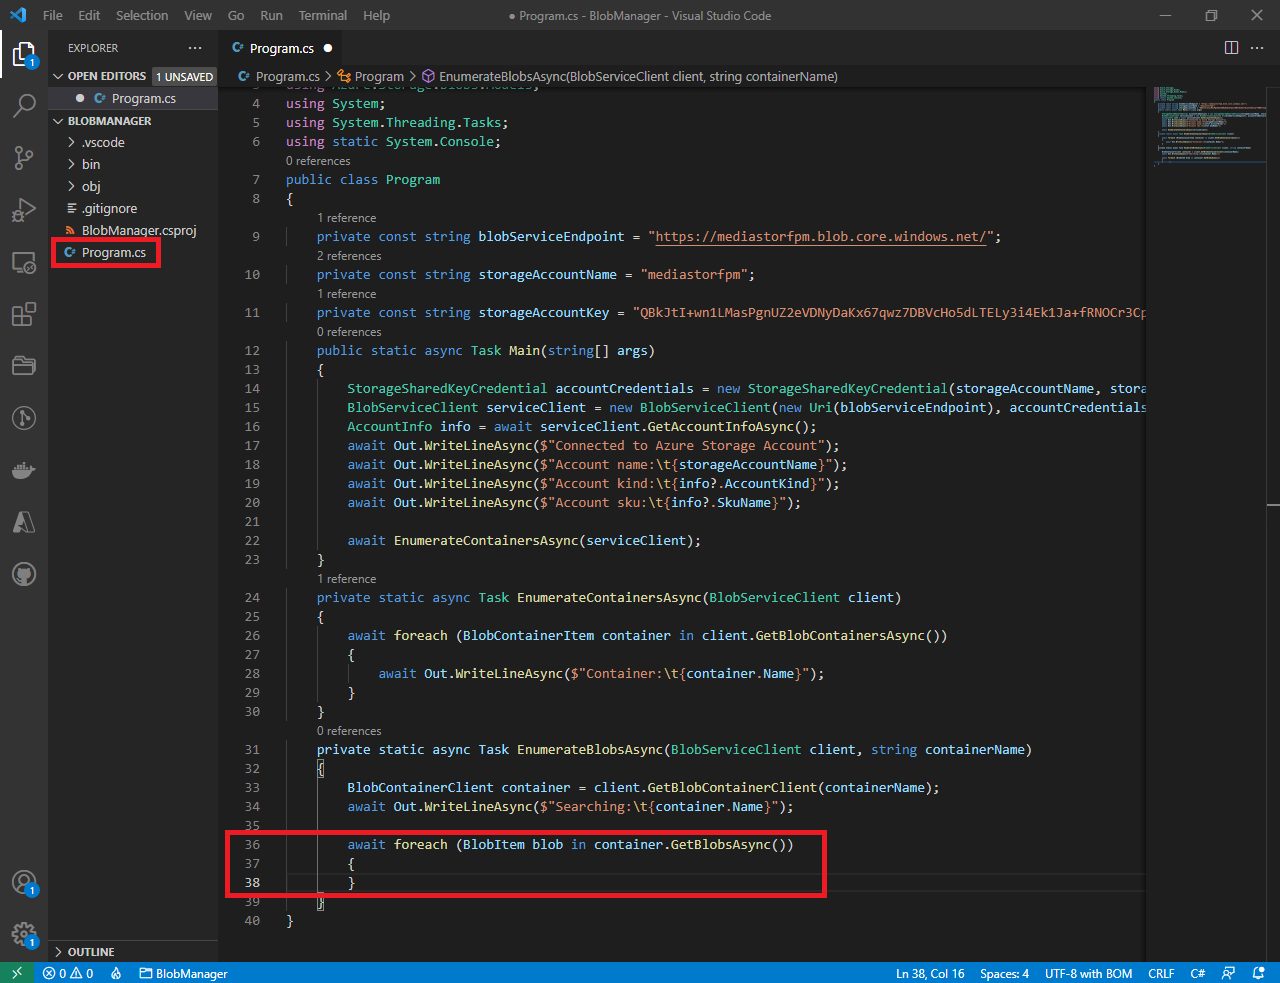 File Edit Selection View Go Run Terminal Help
● Program.cs - BlobManager - Visual Studio Code
EXPLORER
OPEN EDITORS 1 UNSAVED
Program.cs
BLOBMANAGER
.vscode
bin
obj
.gitignore
BlobManager.csproj
Program.cs
OUTLINE
Program.cs
Program.cs > Program > EnumerateBlobsAsync(BlobServiceClient client, string containerName)
4 using System;
5 using System.Threading.Tasks;
6 using static System.Console;
0 references
7 public class Program
8 {
1 reference
9 private const string blobServiceEndpoint = "https://mediastorfpm.blob.core.windows.net/";
2 references
10 private const string storageAccountName = "mediastorfpm";
1 reference
11 private const string storageAccountKey = "QBkJtI+wn1LMasPgnUZ2eVDNyDaKx67qwz7DBVcHo5dLTELy3i4Ek1Ja+fRNOCr3Cp
0 references
12 public static async Task Main(string[] args)
13 {
14 StorageSharedKeyCredential accountCredentials = new StorageSharedKeyCredential(storageAccountName, stora
15 BlobServiceClient serviceClient = new BlobServiceClient(new Uri(blobServiceEndpoint), accountCredentials
16 AccountInfo info = await serviceClient.GetAccountInfoAsync();
17 await Out.WriteLineAsync($"Connected to Azure Storage Account");
18 await Out.WriteLineAsync($"Account name:\t{storageAccountName}");
19 await Out.WriteLineAsync($"Account kind:\t{info?.AccountKind}");
20 await Out.WriteLineAsync($"Account sku:\t{info?.SkuName}");
21
22 await EnumerateContainersAsync(serviceClient);
23 }
1 reference
24 private static async Task EnumerateContainersAsync(BlobServiceClient client)
25 {
26 await foreach (BlobContainerItem container in client.GetBlobContainersAsync())
27 {
28 await Out.WriteLineAsync($"Container:\t{container.Name}");
29 }
30 }
0 references
31 private static async Task EnumerateBlobsAsync(BlobServiceClient client, string containerName)
32 {
33 BlobContainerClient container = client.GetBlobContainerClient(containerName);
34 await Out.WriteLineAsync($"Searching:\t{container.Name}");
35
36 await foreach (BlobItem blob in container.GetBlobsAsync())
37 {
38 }
39 }
40 }
1
1
1
0 0 BlobManager
Ln 38, Col 16 Spaces: 4 UTF-8 with BOM CRLF C#